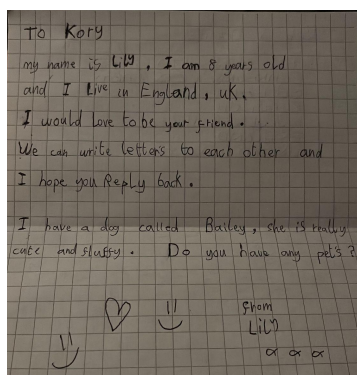 To Kory
my name is Lily, I am 8 years old
and I live in England, uk.
I would Love to be your friend.
We can write letters to each other and
I hope you Reply back.
I have a dog called Bailey, she is really
cute and fluffy. Do you have any pet's?
From
Lily
x x x